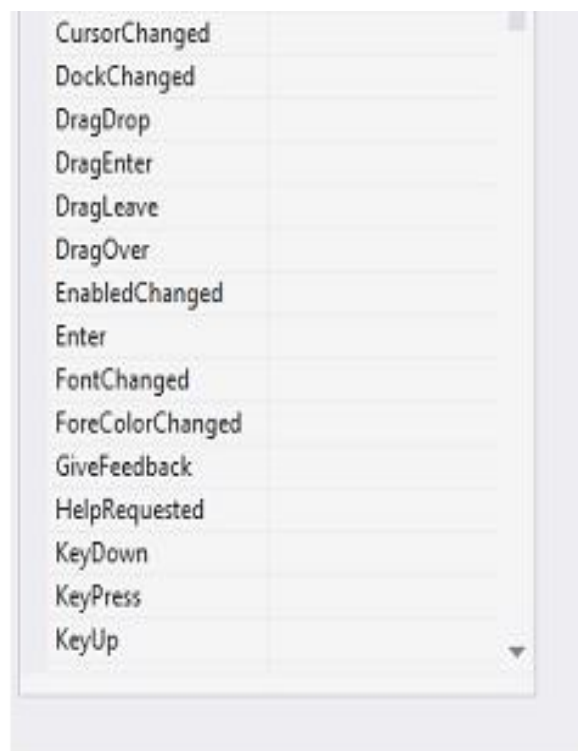 CursorChanged
DockChanged
DragDrop
DragEnter
DragLeave
DragOver
EnabledChanged
Enter
FontChanged
ForeColorChanged
GiveFeedback
HelpRequested
KeyDown
KeyPress
KeyUp